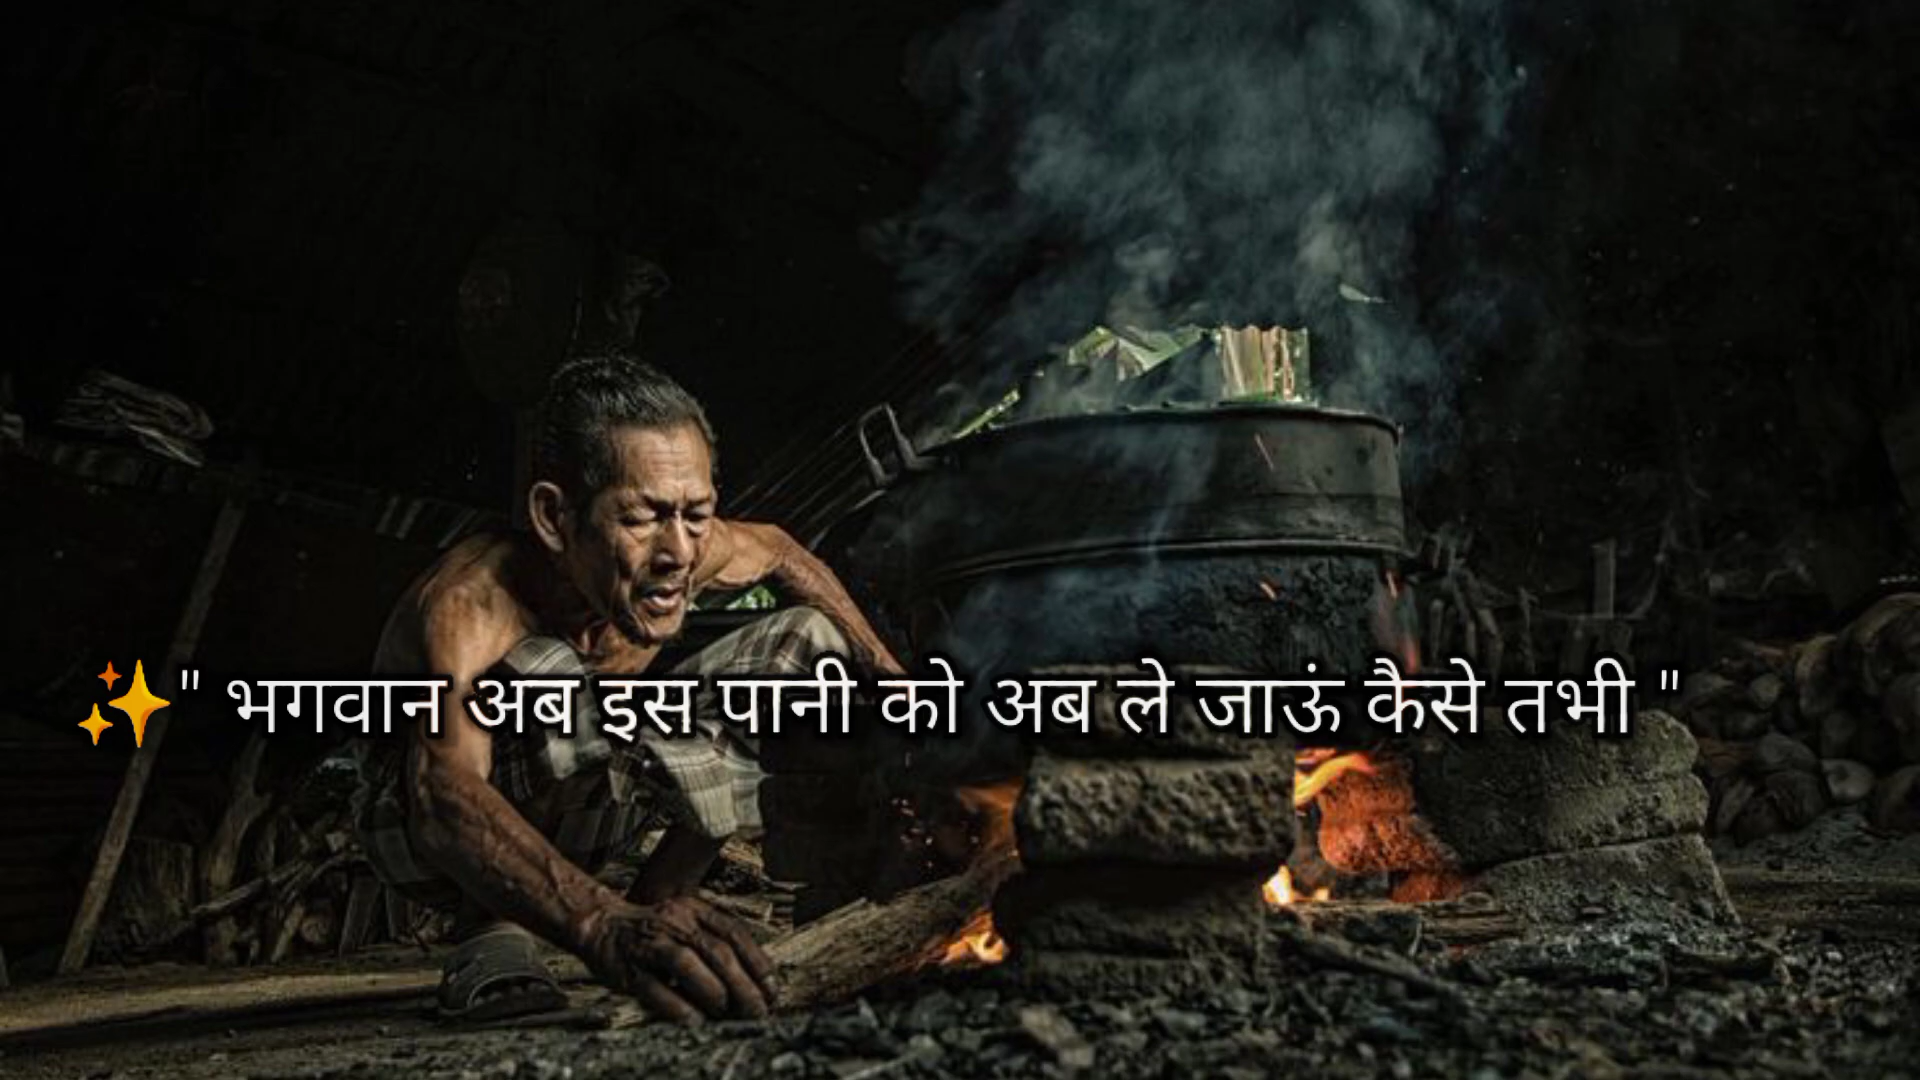 ✨" भगवान अब इस पानी को अब ले जाऊं कैसे तभी "